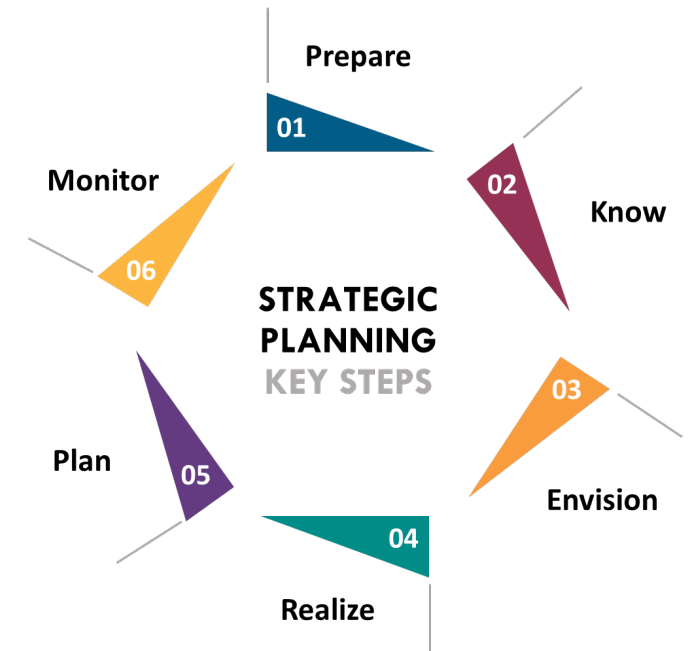 Prepare
01
02
Know
03
Envision
04
Realize
05
Plan
06
Monitor
STRATEGIC
PLANNING
KEY STEPS